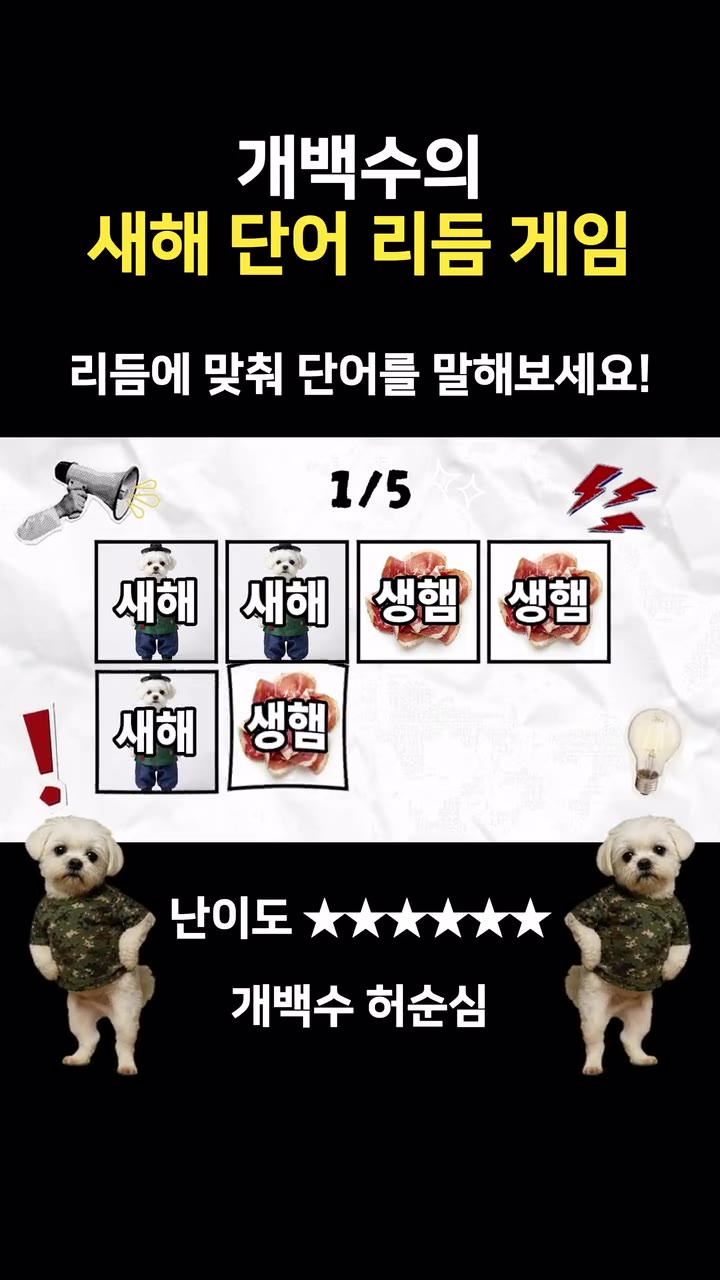 개백수의
새해 단어 리듬 게임
리듬에 맞춰 단어를 말해보세요!
1/5
새해 새해 생햄 생햄
새해 생햄
난이도 ★★★★★★
개백수 허순심